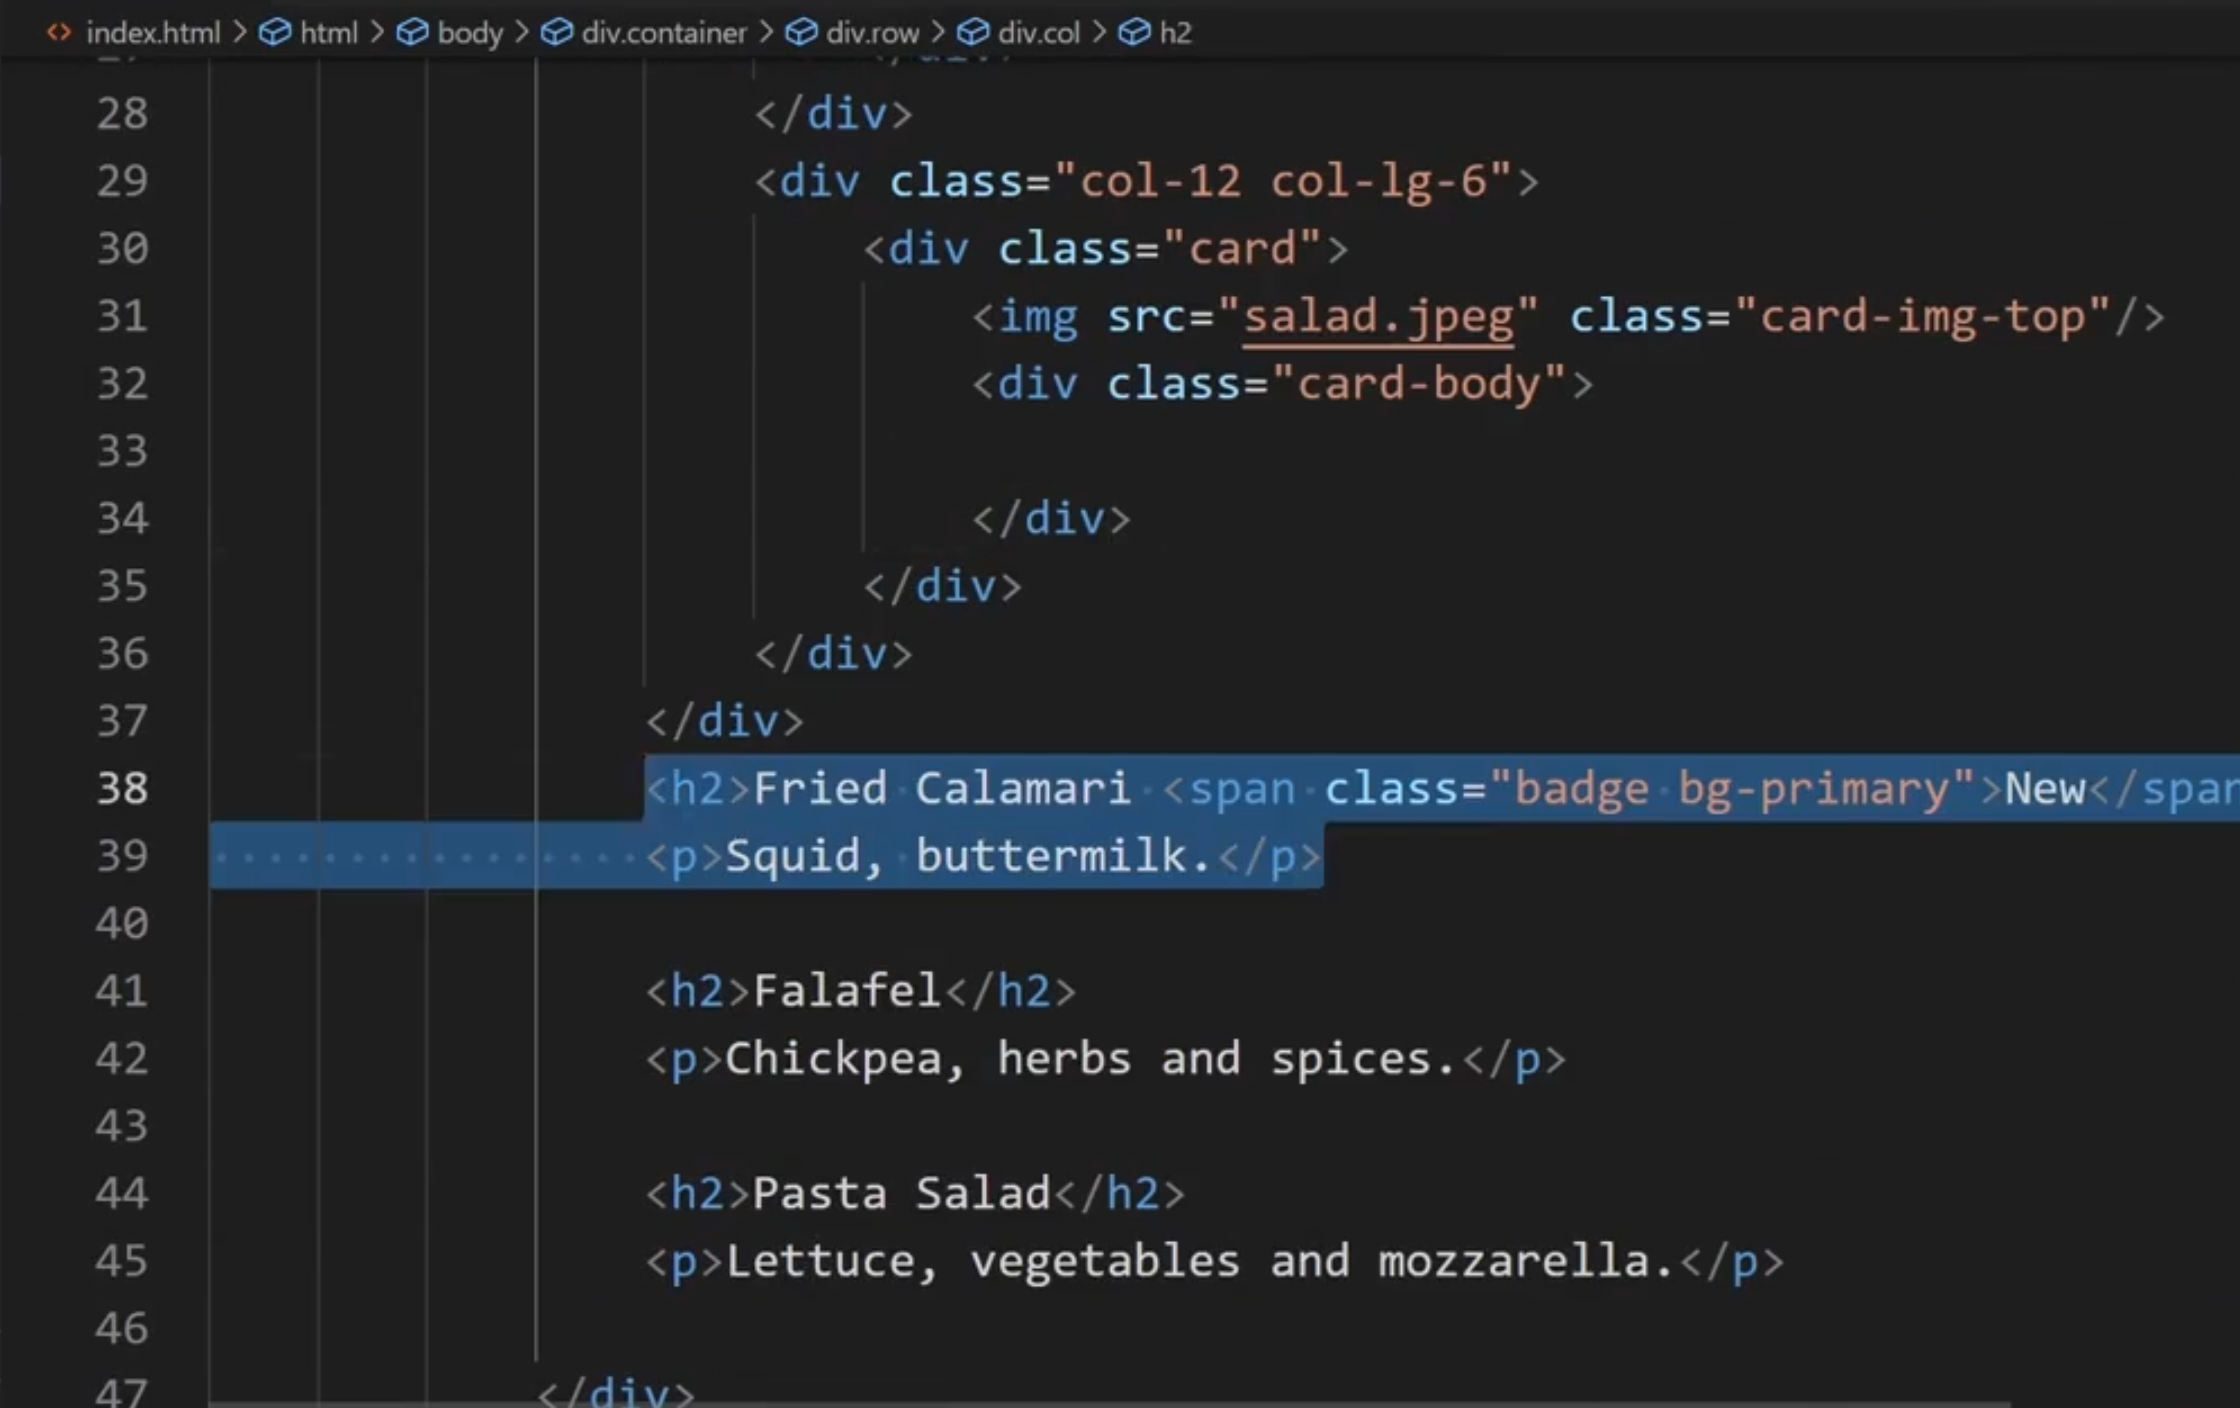 index.html > html > body > div.container > div.row > div.col > h2
28 </div>
29 <div class="col-12 col-lg-6">
30 <div class="card">
31 <img src="salad.jpeg" class="card-img-top"/>
32 <div class="card-body">
33
34 </div>
35 </div>
36 </div>
37 </div>
38 <h2>Fried Calamari <span class="badge bg-primary">New</span
39 <p>Squid, buttermilk.</p>
40
41 <h2>Falafel</h2>
42 <p>Chickpea, herbs and spices.</p>
43
44 <h2>Pasta Salad</h2>
45 <p>Lettuce, vegetables and mozzarella.</p>
46
47 </div>